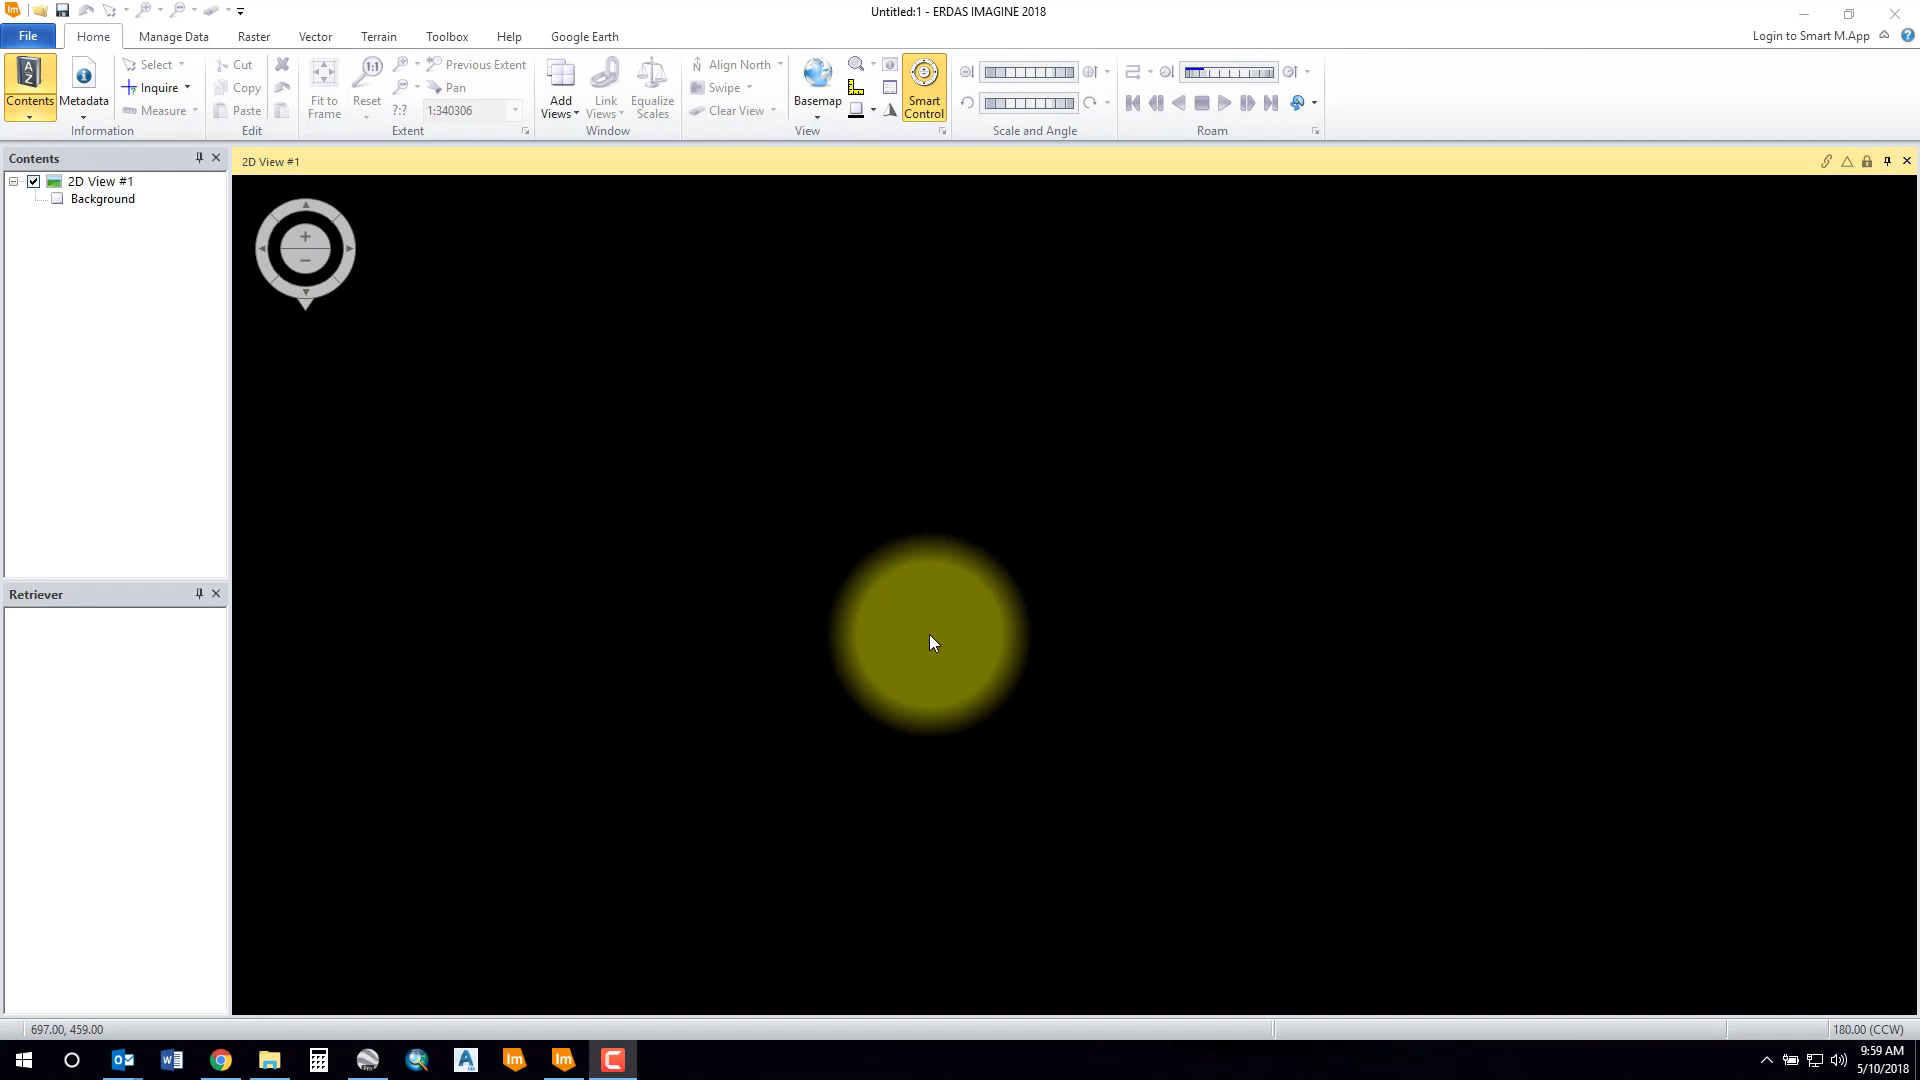 Untitled:1 - ERDAS IMAGINE 2018
File Home Manage Data Raster Vector Terrain Toolbox Help Google Earth Login to Smart M.App
Contents
Metadata
Select
Inquire
Measure
Information
Cut
Copy
Paste
Edit
Fit to
Frame
1:1
Reset
Previous Extent
Pan
?:? 1:340306
Extent
Add
Views
Link
Views
Equalize
Scales
Window
Align North
Swipe
Clear View
Basemap
View
Smart
Control
Scale and Angle
Roam
Contents
2D View #1
Background
2D View #1
Retriever
697.00, 459.00
180.00 (CCW)
9:59 AM
5/10/2018